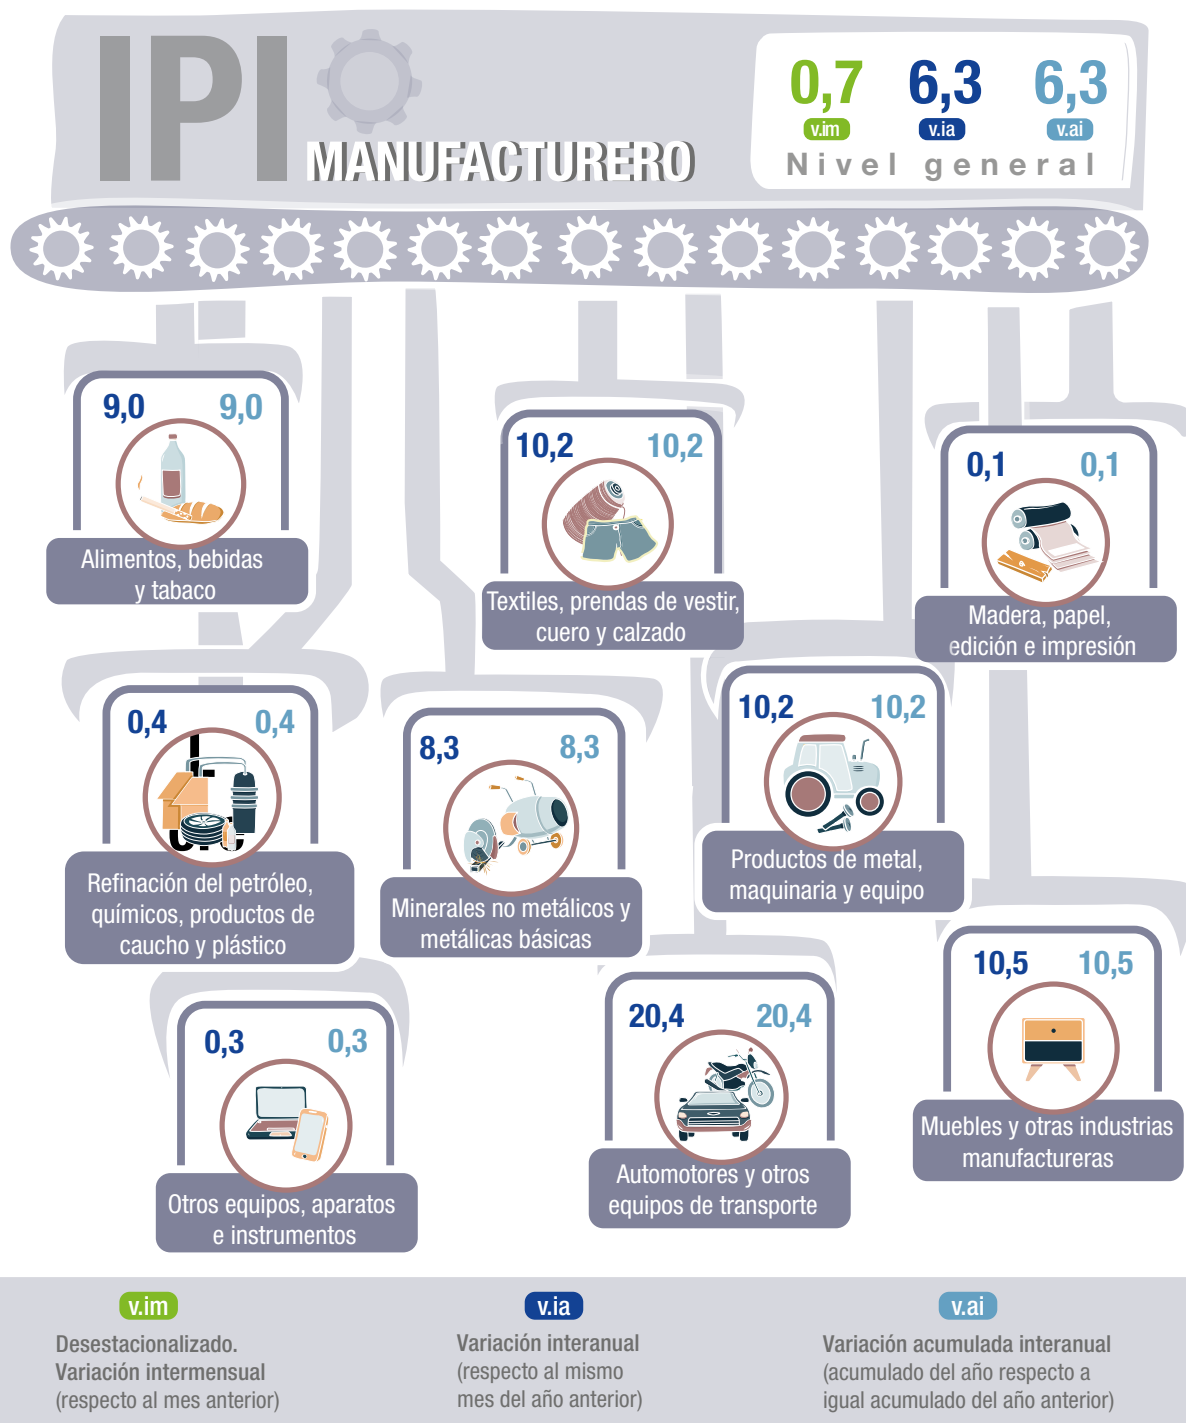 IPI
MANUFACTURERO
0,7 6,3 6,3
v.im v.ia v.ai
Nivel general
9,0 9,0
Alimentos, bebidas
y tabaco
10,2 10,2
Textiles, prendas de vestir,
cuero y calzado
0,1 0,1
Madera, papel,
edición e impresión
0,4 0,4
Refinación del petróleo,
químicos, productos de
caucho y plástico
8,3 8,3
Minerales no metálicos y
metálicas básicas
10,2 10,2
Productos de metal,
maquinaria y equipo
0,3 0,3
Otros equipos, aparatos
e instrumentos
20,4 20,4
Automotores y otros
equipos de transporte
10,5 10,5
Muebles y otras industrias
manufactureras
v.im
Desestacionalizado.
Variación intermensual
(respecto al mes anterior)
v.ia
Variación interanual
(respecto al mismo
mes del año anterior)
v.ai
Variación acumulada interanual
(acumulado del año respecto a
igual acumulado del año anterior)